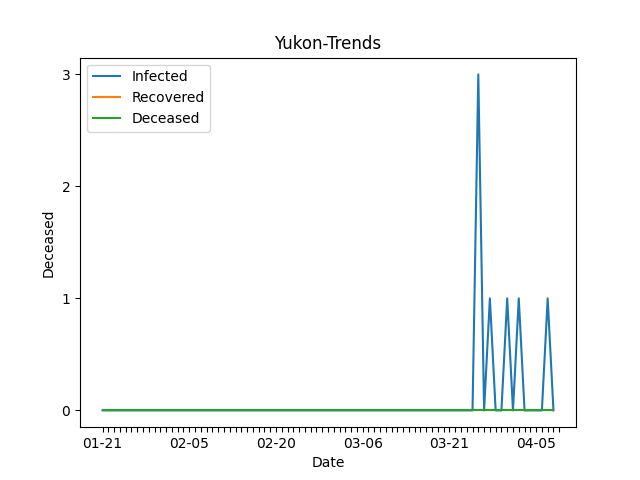 Yukon-Trends
Infected
Recovered
Deceased
3
2
1
0
Deceased
01-21
02-05
02-20
03-06
03-21
04-05
Date